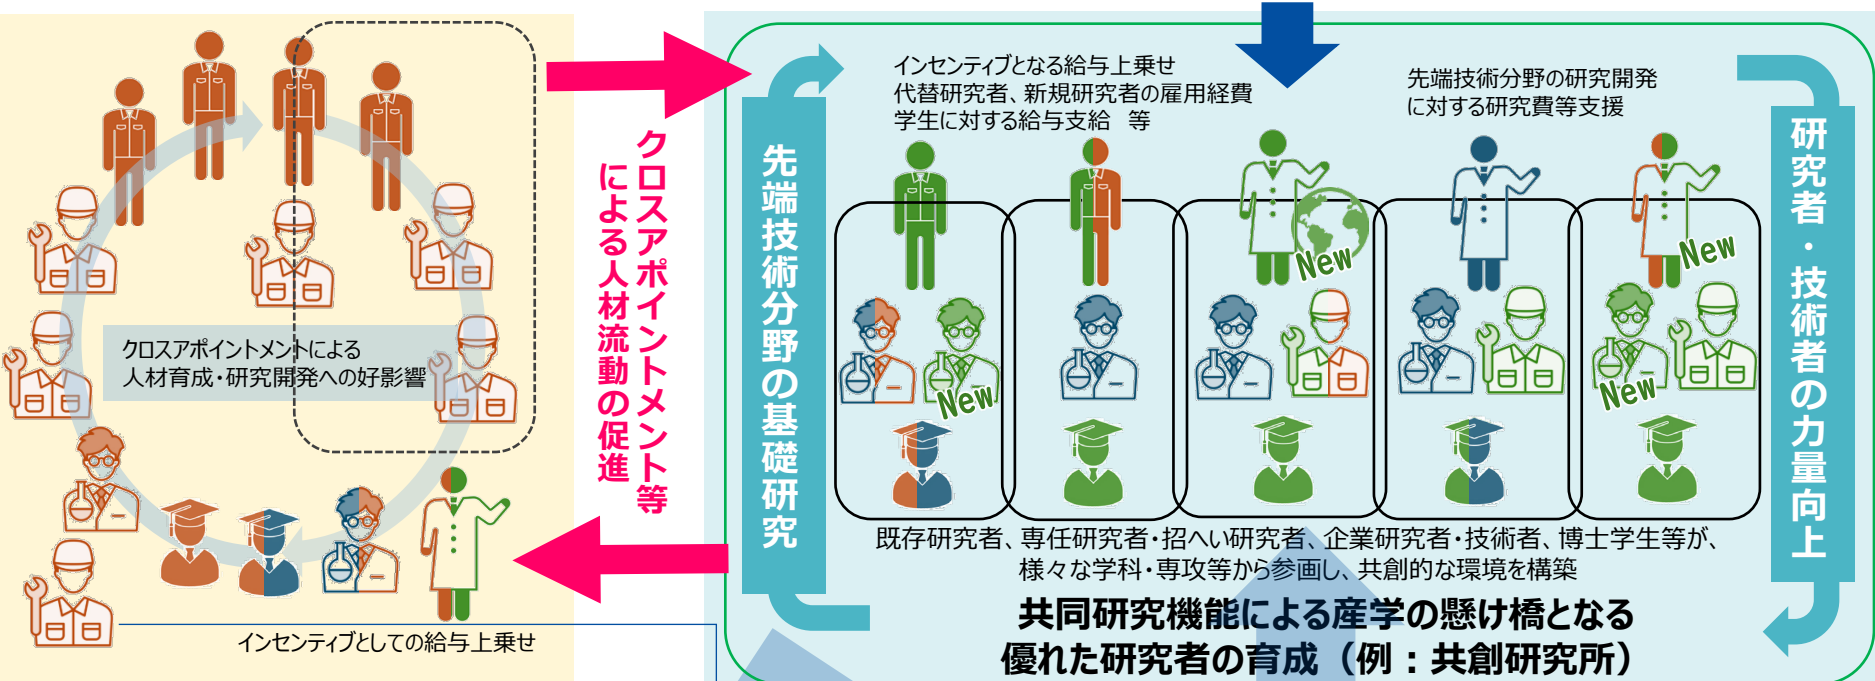 クロスアポイントメントによる
人材育成・研究開発への好影響
インセンティブとしての給与上乗せ
クロスアポイントメント等
による人材流動の促進
先端技術分野の基礎研究
インセンティブとなる給与上乗せ
代替研究者、新規研究者の雇用経費
学生に対する給与支給 等
先端技術分野の研究開発
に対する研究費等支援
New
New
New
New
研究者・技術者の力量向上
既存研究者、専任研究者・招へい研究者、企業研究者・技術者、博士学生等が、
様々な学科・専攻等から参画し、共創的な環境を構築
共同研究機能による産学の懸け橋となる
優れた研究者の育成（例：共創研究所）